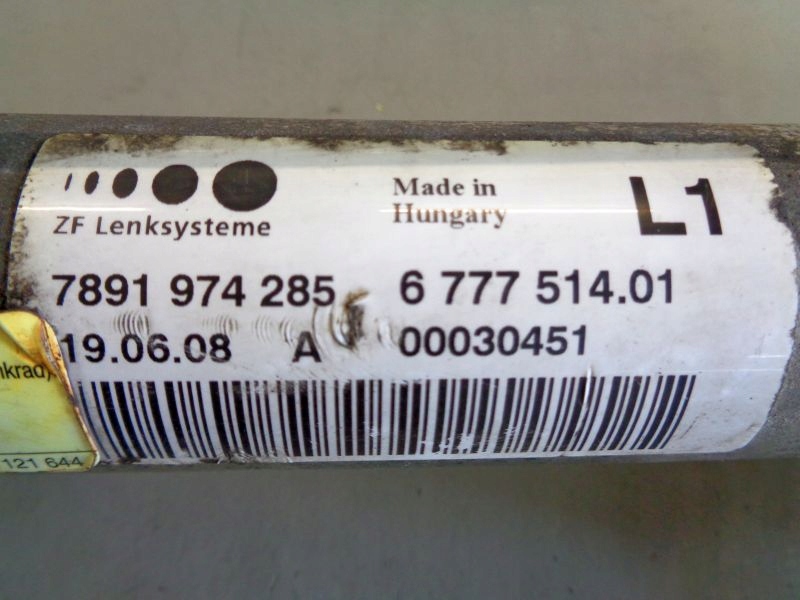 ZF Lenksysteme
Made in
Hungary
L1
7891 974 285 6 777 514.01
19.06.08 A 00030451
nkrad)
121 644